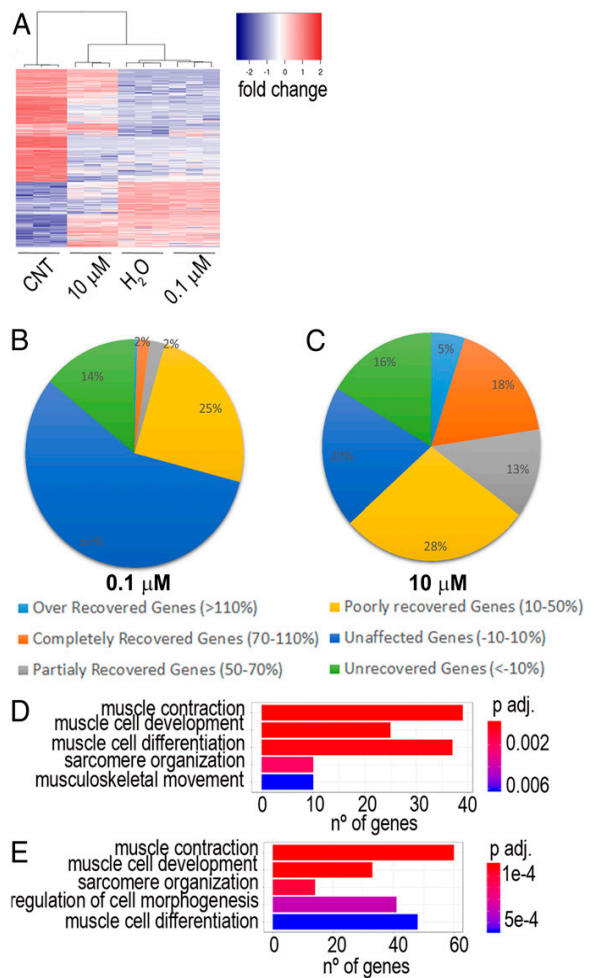 A
-2 -1 0 1 2
fold change
CNT
10 µM
H2O
0.1 µM
B
2%
2%
14%
25%
0.1 µM
C
5%
16%
18%
13%
28%
10 µM
Over Recovered Genes (>110%)
Poorly recovered Genes (10-50%)
Completely Recovered Genes (70-110%)
Unaffected Genes (-10-10%)
Partialy Recovered Genes (50-70%)
Unrecovered Genes (<-10%)
D
muscle contraction
muscle cell development
muscle cell differentiation
sarcomere organization
musculoskeletal movement
0 10 20 30 40
nº of genes
p adj.
0.002
0.006
E
muscle contraction
muscle cell development
sarcomere organization
regulation of cell morphogenesis
muscle cell differentiation
0 20 40 60
nº of genes
p adj.
1e-4
5e-4